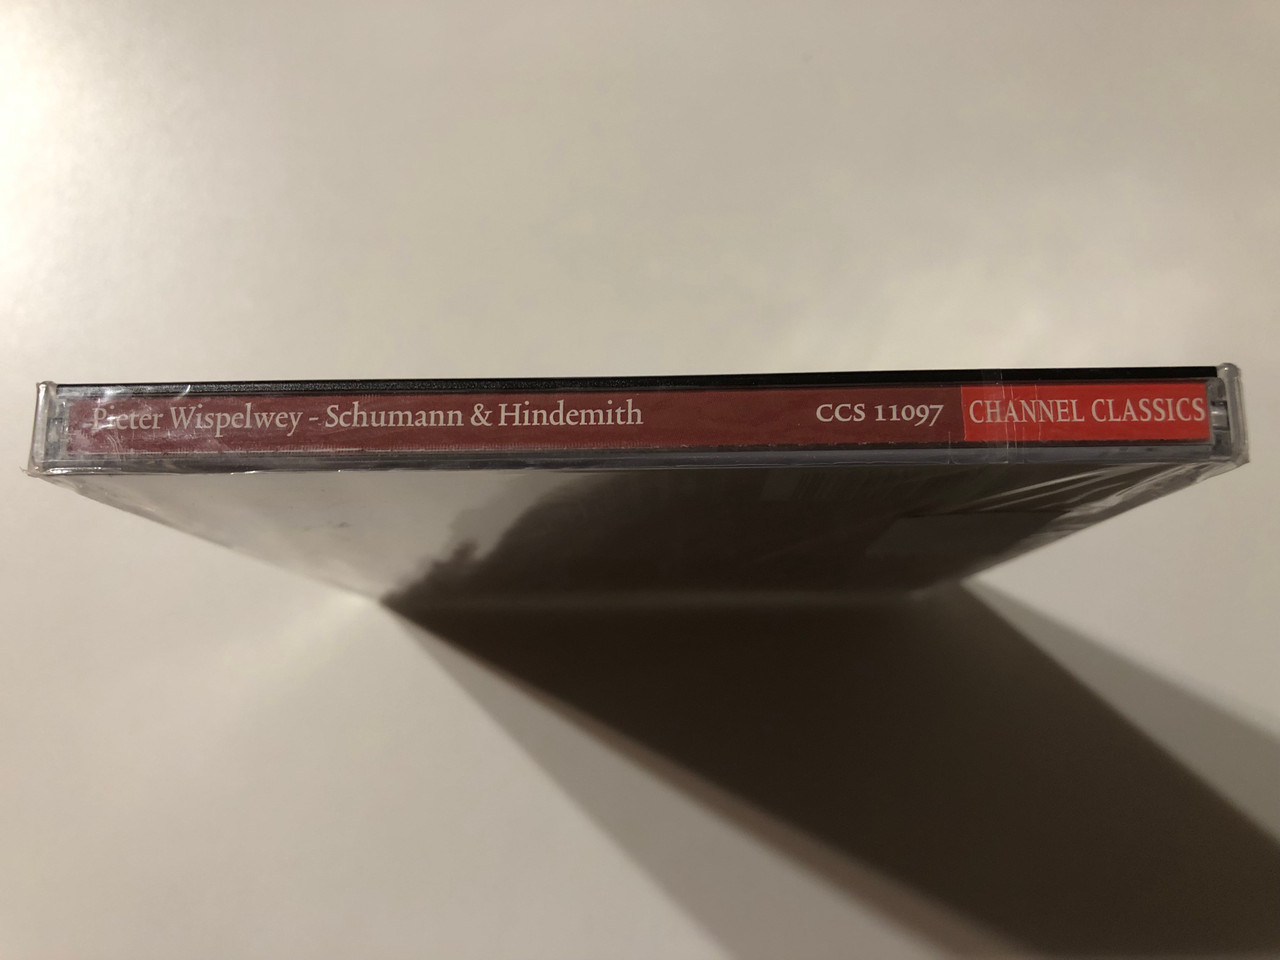 Pieter Wispelwey - Schumann & Hindemith CCS 11097 CHANNEL CLASSICS